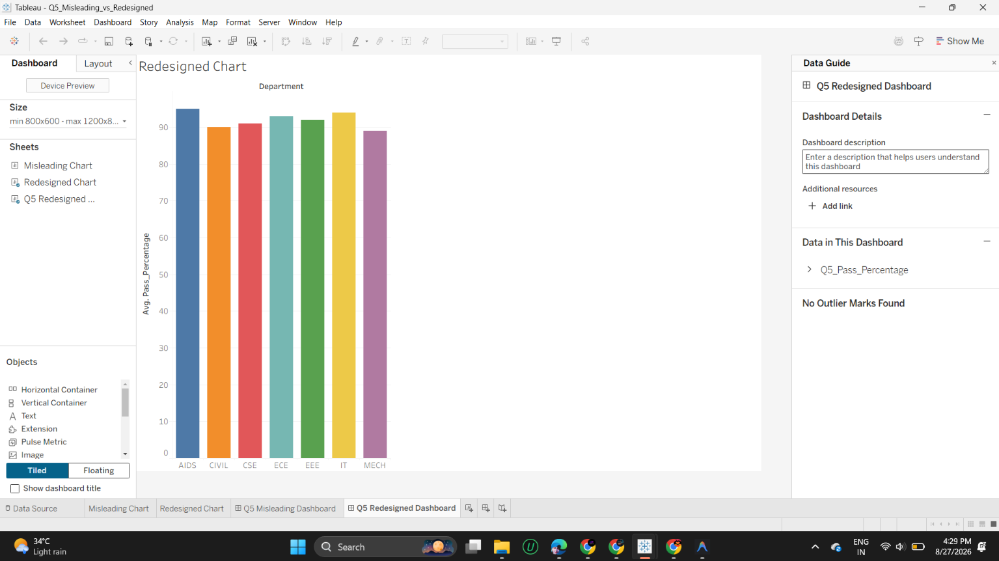 Tableau - Q5_Misleading_vs_Redesigned
File Data Worksheet Dashboard Story Analysis Map Format Server Window Help
Show Me
Dashboard Layout
Device Preview
Size
min 800x600 - max 1200x8...
Sheets
Misleading Chart
Redesigned Chart
Q5 Redesigned ...
Objects
Horizontal Container
Vertical Container
Text
Extension
Pulse Metric
Image
Tiled Floating
Show dashboard title
Redesigned Chart
Department
Avg. Pass_Percentage
90
80
70
60
50
40
30
20
10
0
AIDS CIVIL CSE ECE EEE IT MECH
Data Guide
Q5 Redesigned Dashboard
Dashboard Details
Dashboard description
Enter a description that helps users understand
this dashboard
Additional resources
Add link
Data in This Dashboard
Q5_Pass_Percentage
No Outlier Marks Found
Data Source Misleading Chart Redesigned Chart Q5 Misleading Dashboard Q5 Redesigned Dashboard
34°C
Light rain
Search
ENG
IN
4:29 PM
8/27/2026